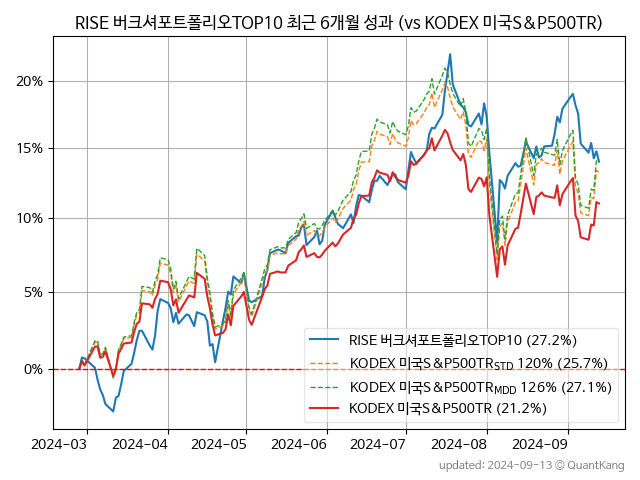 RISE 버크셔포트폴리오TOP10 최근 6개월 성과 (vs KODEX 미국S&P500TR)
20%
15%
10%
5%
0%
RISE 버크셔포트폴리오TOP10 (27.2%)
KODEX 미국S&P500TR_STD 120% (25.7%)
KODEX 미국S&P500TR_MDD 126% (27.1%)
KODEX 미국S&P500TR (21.2%)
2024-03 2024-04 2024-05 2024-06 2024-07 2024-08 2024-09
updated: 2024-09-13 © QuantKang